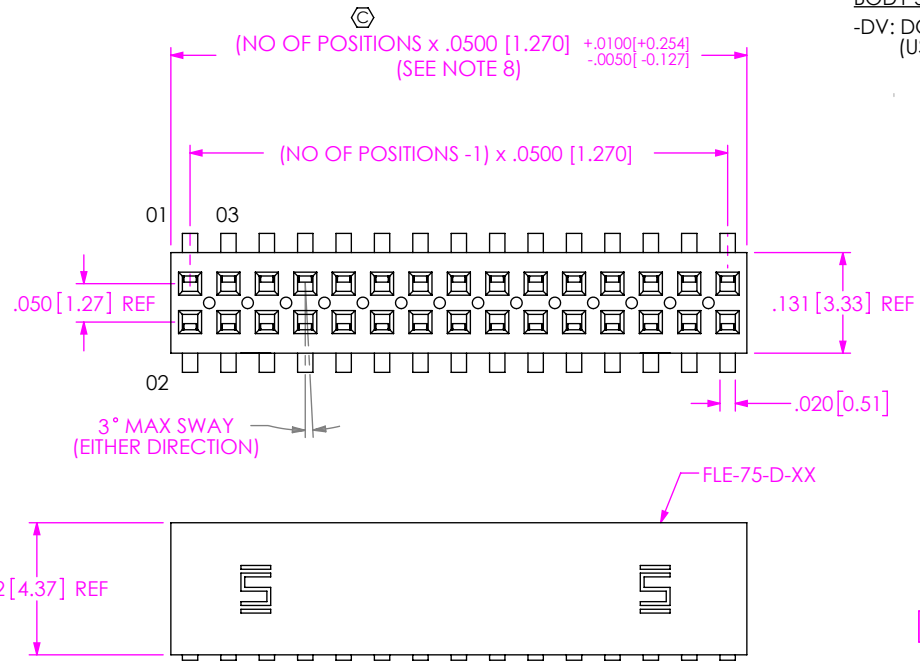 C
(NO OF POSITIONS x .0500 [1.270] +.0100[+0.254]
-.0050[ -0.127]
(SEE NOTE 8)
-DV:
(NO OF POSITIONS -1) x .0500 [1.270]
01 03
.050 [1.27] REF
.131 [3.33] REF
02
.020 [0.51]
3° MAX SWAY
(EITHER DIRECTION)
FLE-75-D-XX
[4.37] REF